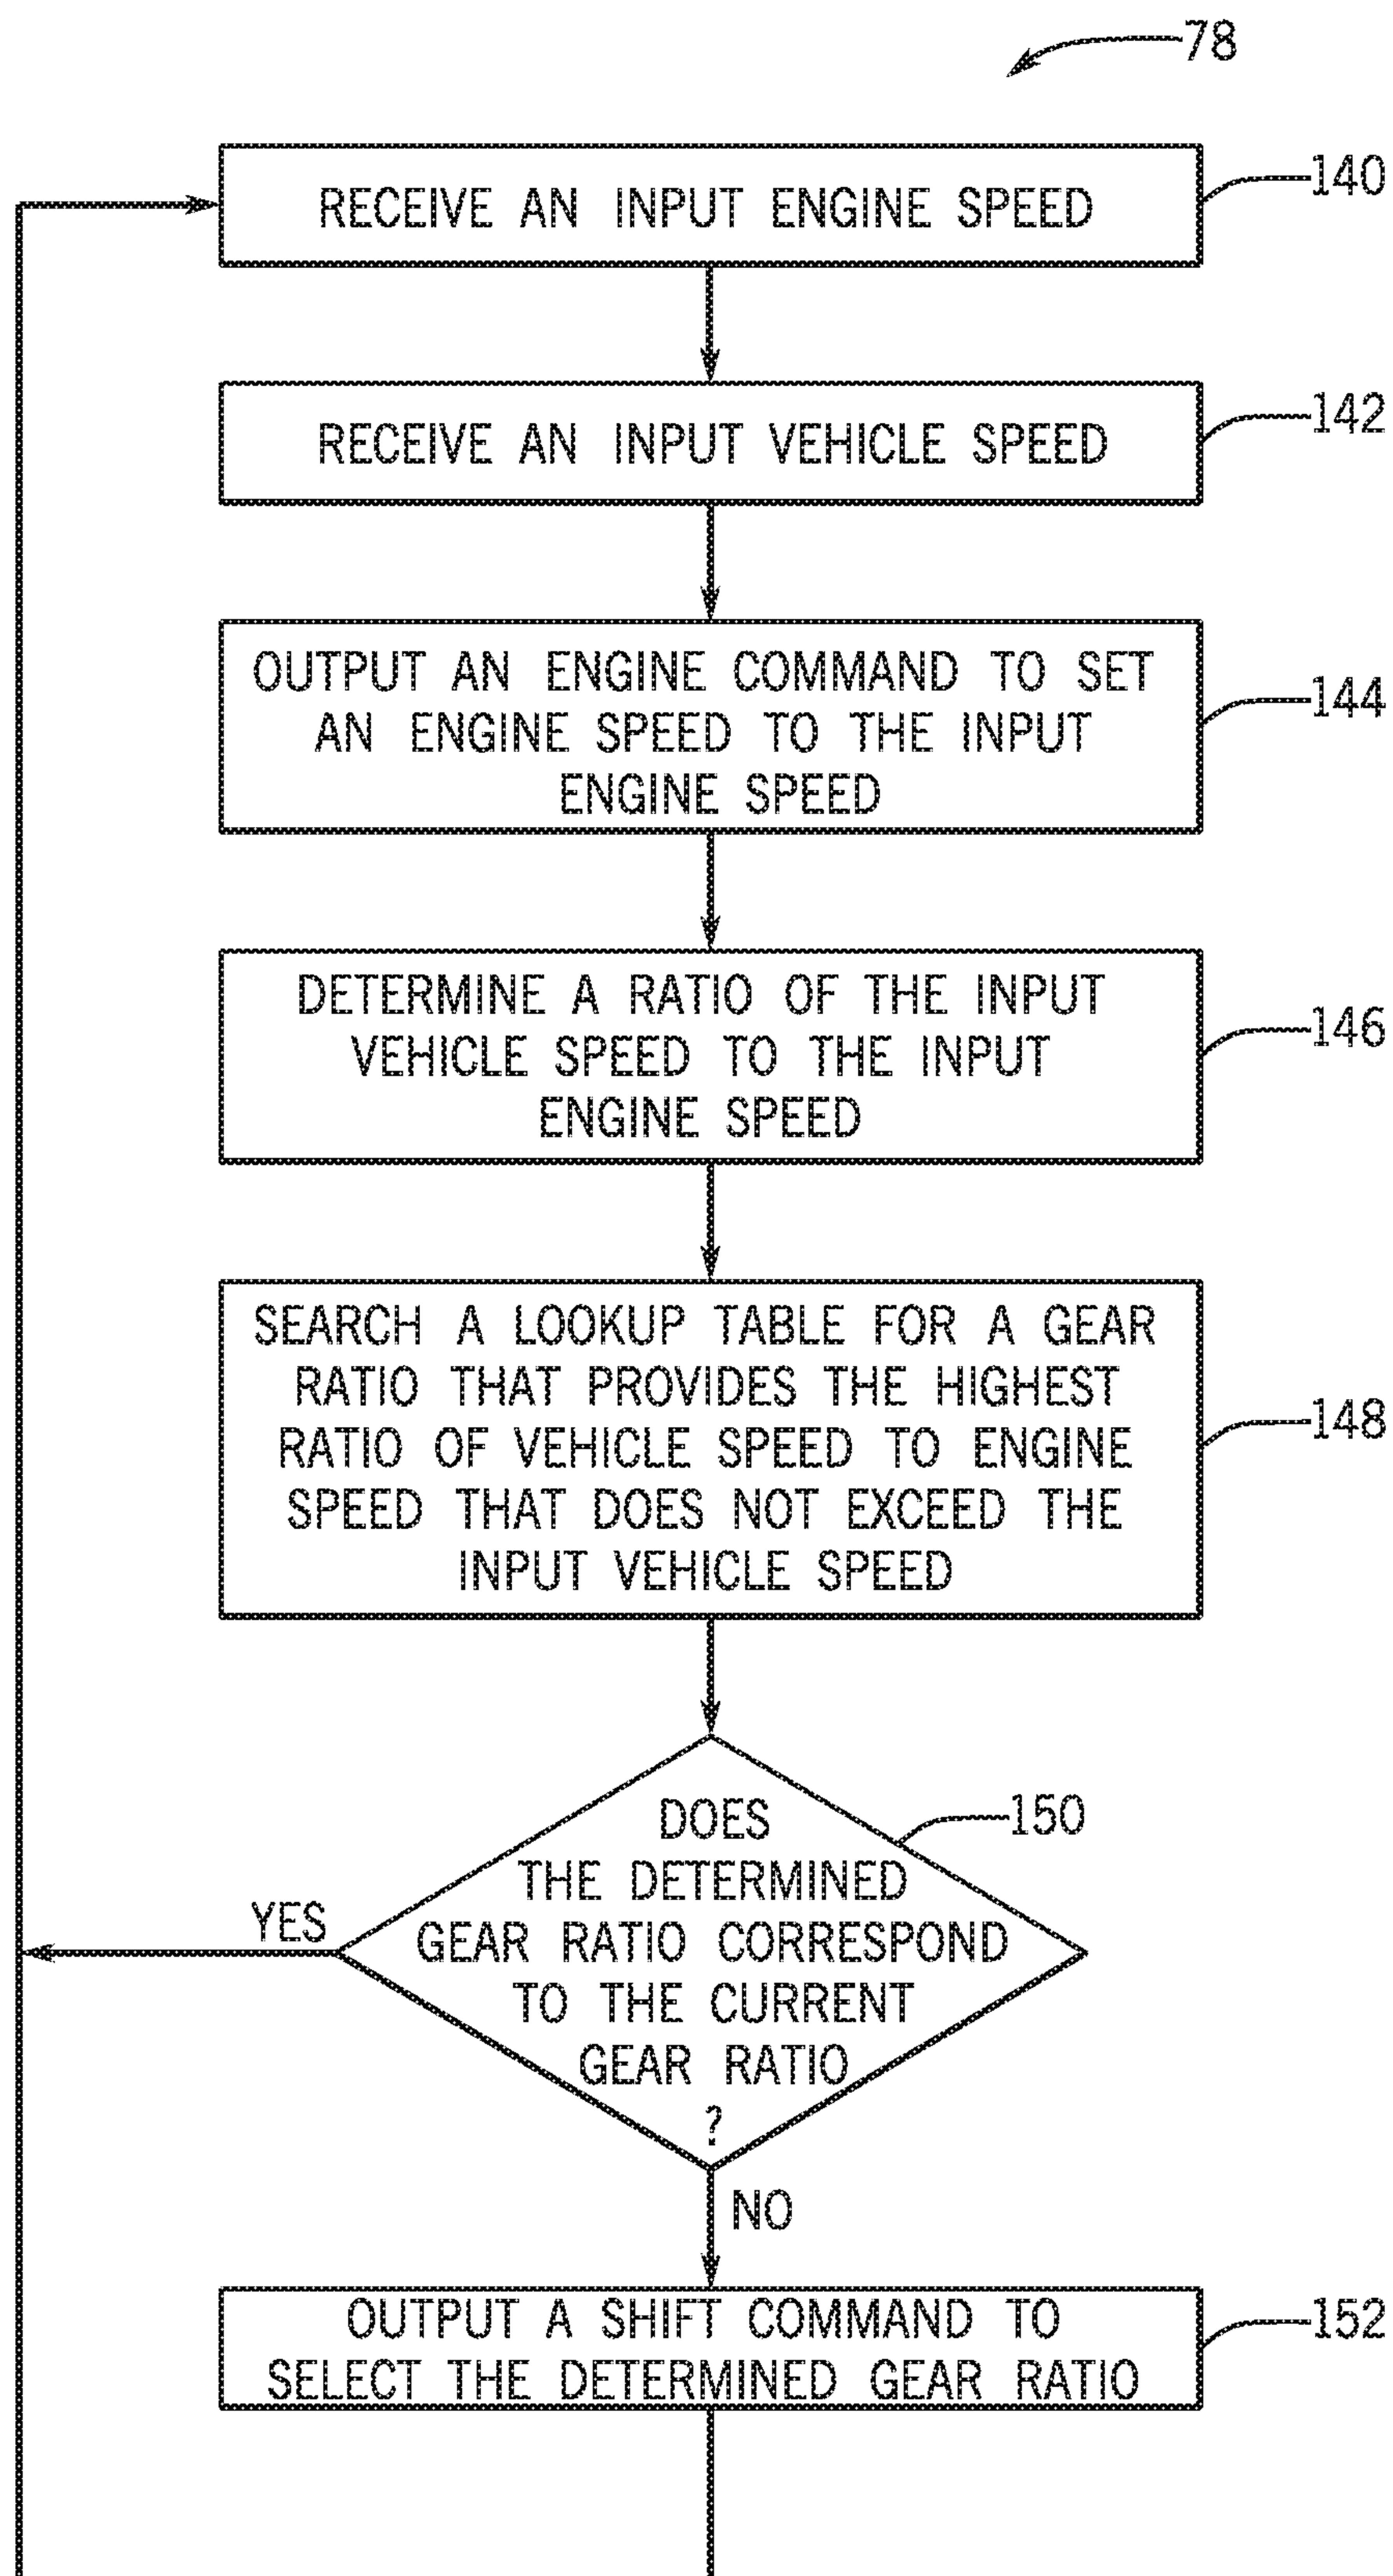 78
RECEIVE AN INPUT ENGINE SPEED
140
RECEIVE AN INPUT VEHICLE SPEED
142
OUTPUT AN ENGINE COMMAND TO SET
AN ENGINE SPEED TO THE INPUT
ENGINE SPEED
144
DETERMINE A RATIO OF THE INPUT
VEHICLE SPEED TO THE INPUT
ENGINE SPEED
146
SEARCH A LOOKUP TABLE FOR A GEAR
RATIO THAT PROVIDES THE HIGHEST
RATIO OF VEHICLE SPEED TO ENGINE
SPEED THAT DOES NOT EXCEED THE
INPUT VEHICLE SPEED
148
DOES
THE DETERMINED
GEAR RATIO CORRESPOND
TO THE CURRENT
GEAR RATIO
?
150
YES
NO
OUTPUT A SHIFT COMMAND TO
SELECT THE DETERMINED GEAR RATIO
152